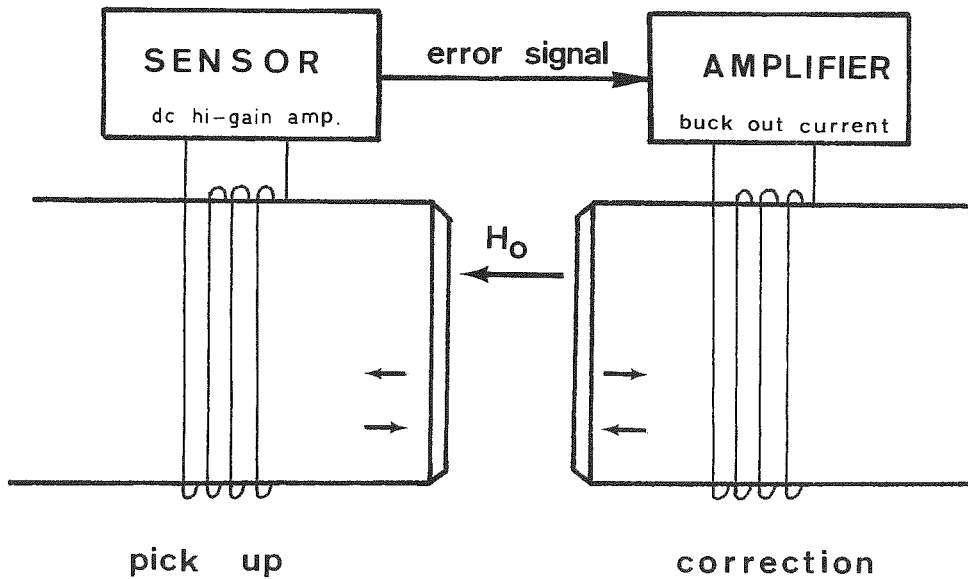 SENSOR
dc hi-gain amp.
error signal
AMPLIFIER
buck out current
H₀
pick up
correction